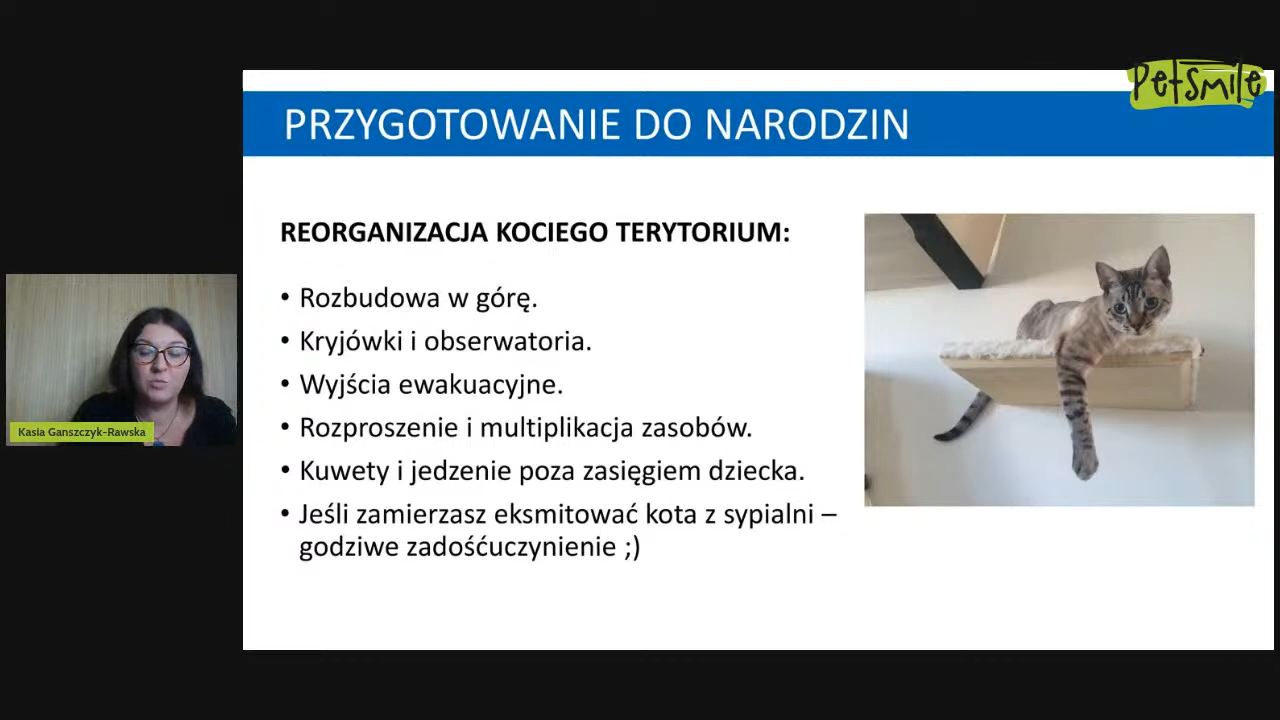 PetSmile
PRZYGOTOWANIE DO NARODZIN
REORGANIZACJA KOCIEGO TERYTORIUM:
• Rozbudowa w górę.
• Kryjówki i obserwatoria.
• Wyjścia ewakuacyjne.
• Rozproszenie i multiplikacja zasobów.
• Kuwety i jedzenie poza zasięgiem dziecka.
• Jeśli zamierzasz eksmitować kota z sypialni –
godziwe zadośćuczynienie ;)
Kasia Ganszczyk-Rawska